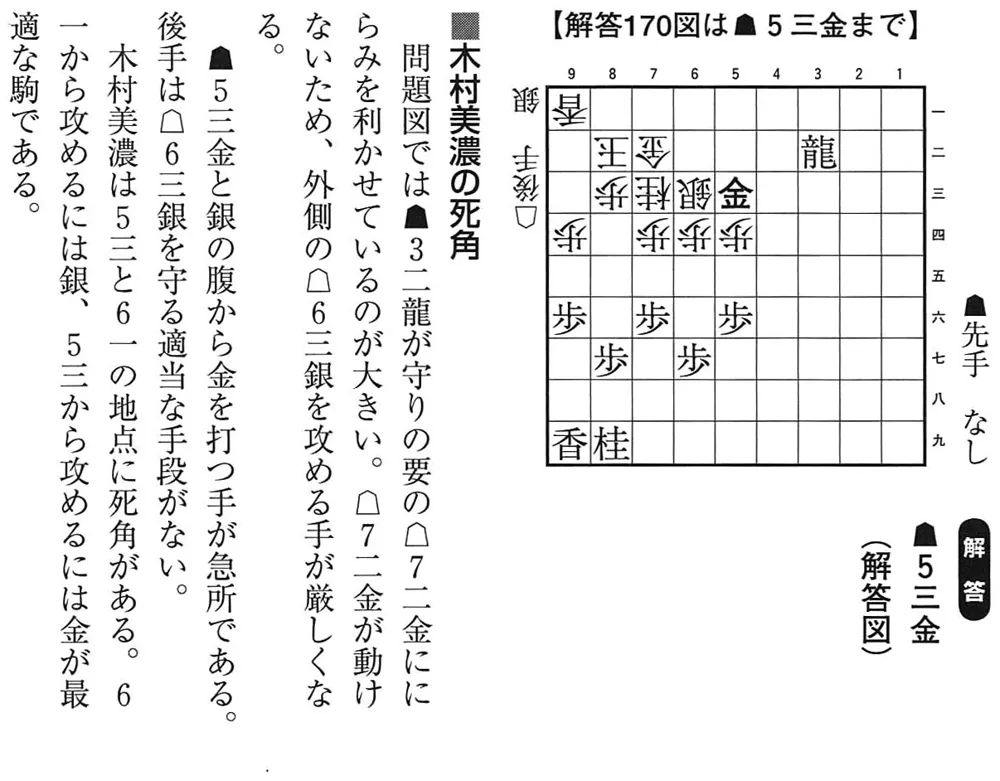 【解答170図は☗5三金まで】
9 8 7 6 5 4 3 2 1
香 一
王 金 龍 二
歩 桂 銀 金 三
歩 歩 歩 歩 四
五
歩 歩 歩 六
歩 歩 七
八
香 桂 九
☖後手 銀
☗先手 なし
解答
☗5三金
(解答図)
■木村美濃の死角
問題図では☗3二龍が守りの要の☖7二金にに
らみを利かせているのが大きい。☖7二金が動け
ないため、外側の☖6三銀を攻める手が厳しくな
る。
☗5三金と銀の腹から金を打つ手が急所である。
後手は☖6三銀を守る適当な手段がない。
木村美濃は5三と6一の地点に死角がある。6
一から攻めるには銀、5三から攻めるには金が最
適な駒である。